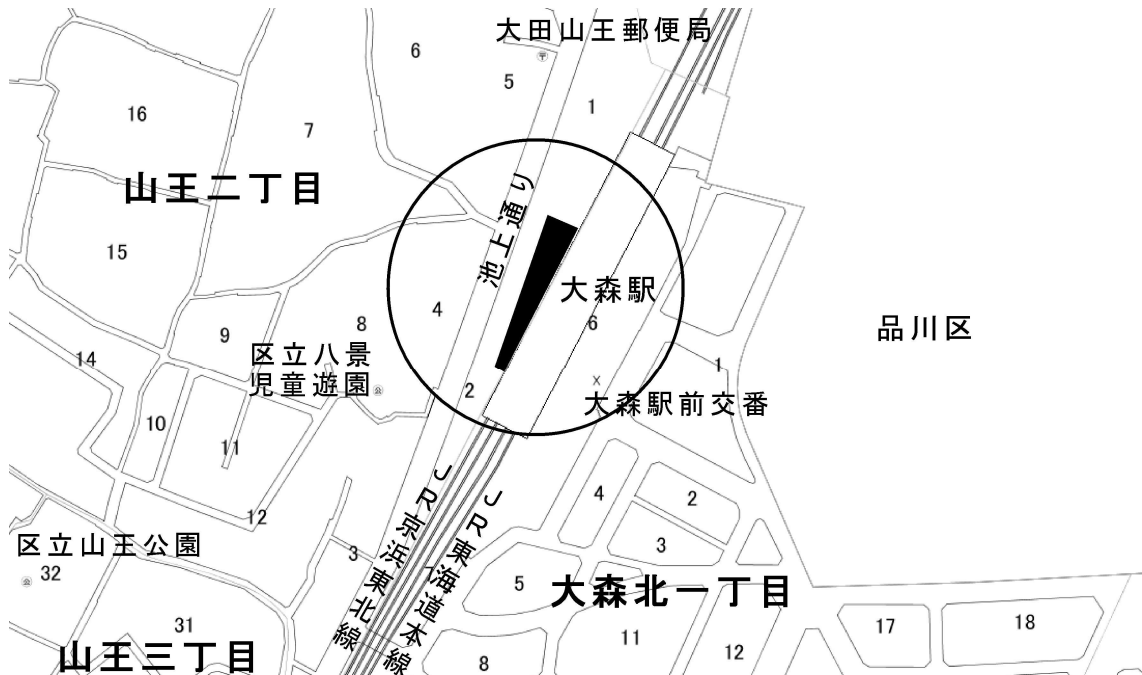 大田山王郵便局
6
5
1
16
7
山王二丁目
池上通り
15
大森駅
4
6
品川区
9
8
区立八景
児童遊園
14
1
2
大森駅前交番
10
11
JR京浜東北線
JR東海道本線
4
2
12
3
3
区立山王公園
32
5
大森北一丁目
31
山王三丁目
8
11
12
17
18